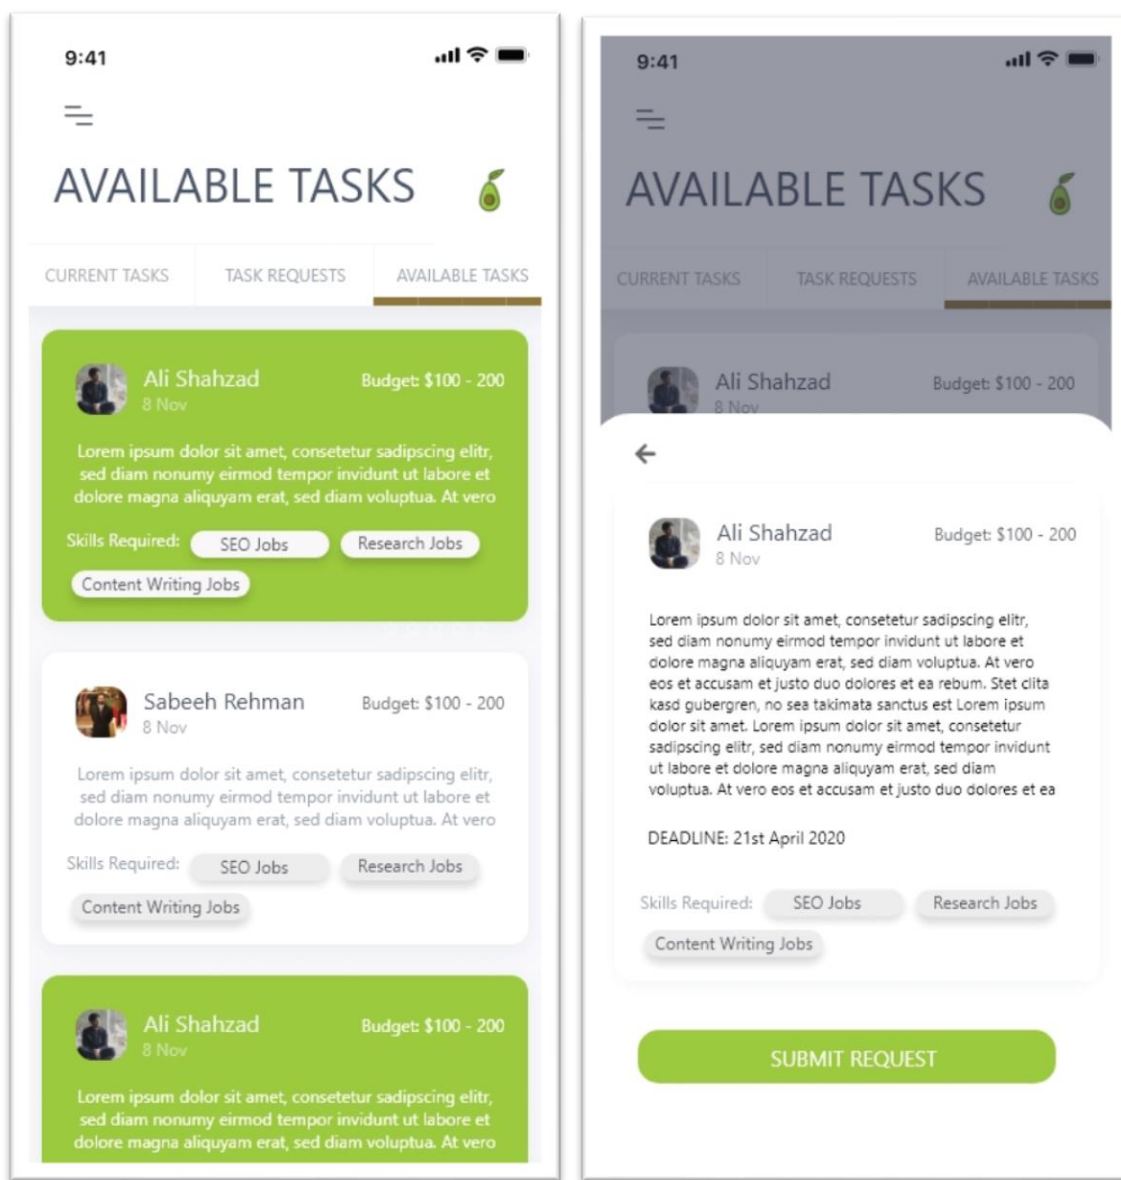 9:41
AVAILABLE TASKS
CURRENT TASKS TASK REQUESTS AVAILABLE TASKS
Ali Shahzad Budget: $100 - 200
8 Nov
Lorem ipsum dolor sit amet, consetetur sadipscing elitr,
sed diam nonumy eirmod tempor invidunt ut labore et
dolore magna aliquyam erat, sed diam voluptua. At vero
Skills Required: SEO Jobs Research Jobs
Content Writing Jobs
Sabeeh Rehman Budget: $100 - 200
8 Nov
Lorem ipsum dolor sit amet, consetetur sadipscing elitr,
sed diam nonumy eirmod tempor invidunt ut labore et
dolore magna aliquyam erat, sed diam voluptua. At vero
Skills Required: SEO Jobs Research Jobs
Content Writing Jobs
Ali Shahzad Budget: $100 - 200
8 Nov
Lorem ipsum dolor sit amet, consetetur sadipscing elitr,
sed diam nonumy eirmod tempor invidunt ut labore et
dolore magna aliquyam erat, sed diam voluptua. At vero
9:41
AVAILABLE TASKS
CURRENT TASKS TASK REQUESTS AVAILABLE TASKS
Ali Shahzad Budget: $100 - 200
8 Nov
Ali Shahzad Budget: $100 - 200
8 Nov
Lorem ipsum dolor sit amet, consetetur sadipscing elitr,
sed diam nonumy eirmod tempor invidunt ut labore et
dolore magna aliquyam erat, sed diam voluptua. At vero
eos et accusam et justo duo dolores et ea rebum. Stet clita
kasd gubergren, no sea takimata sanctus est Lorem ipsum
dolor sit amet. Lorem ipsum dolor sit amet, consetetur
sadipscing elitr, sed diam nonumy eirmod tempor invidunt
ut labore et dolore magna aliquyam erat, sed diam
voluptua. At vero eos et accusam et justo duo dolores et ea
DEADLINE: 21st April 2020
Skills Required: SEO Jobs Research Jobs
Content Writing Jobs
SUBMIT REQUEST